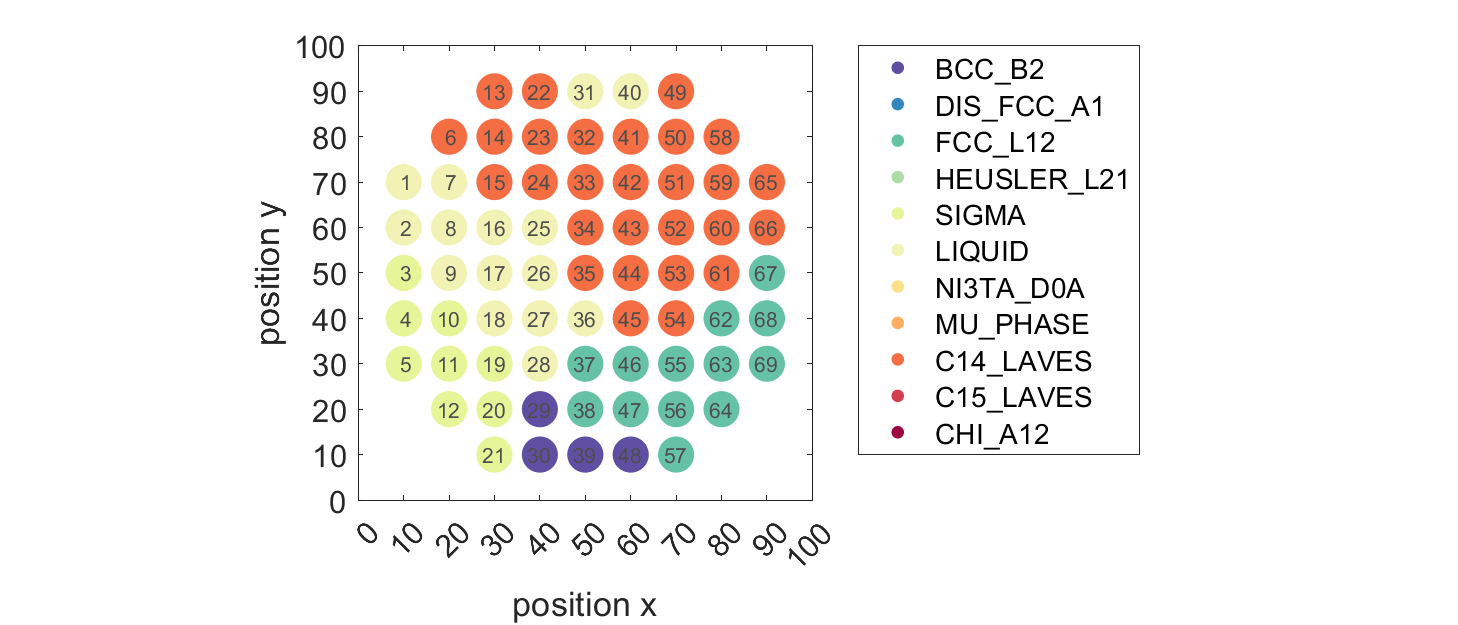 100
90
80
70
60
50
40
30
20
10
0
position y
13 22 31 40 49
6 14 23 32 41 50 58
1 7 15 24 33 42 51 59 65
2 8 16 25 34 43 52 60 66
3 9 17 26 35 44 53 61 67
4 10 18 27 36 45 54 62 68
5 11 19 28 37 46 55 63 69
12 20 29 38 47 56 64
21 30 39 48 57
0 10 20 30 40 50 60 70 80 90 100
position x
BCC_B2
DIS_FCC_A1
FCC_L12
HEUSLER_L21
SIGMA
LIQUID
NI3TA_D0A
MU_PHASE
C14_LAVES
C15_LAVES
CHI_A12